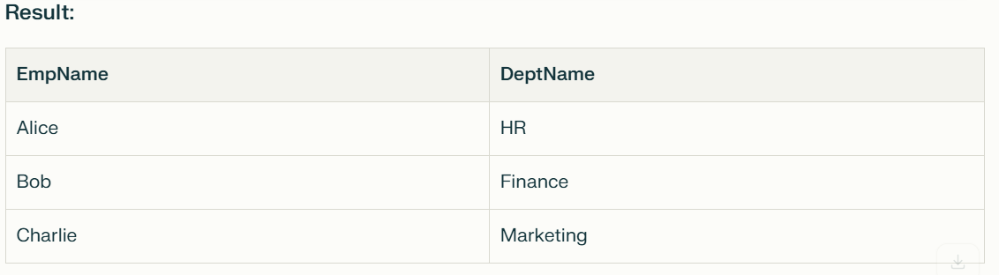 Result:
EmpName DeptName
Alice HR
Bob Finance
Charlie Marketing